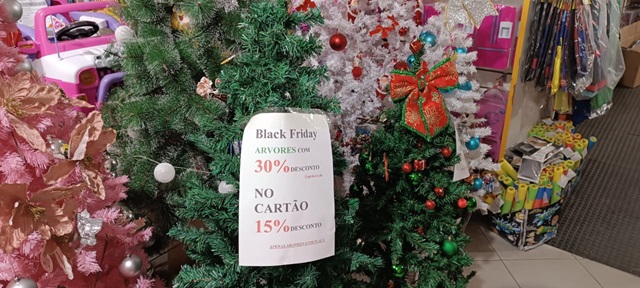 Black Friday
ARVORES COM
30% DESCONTO
NO
CARTÃO
15% DESCONTO